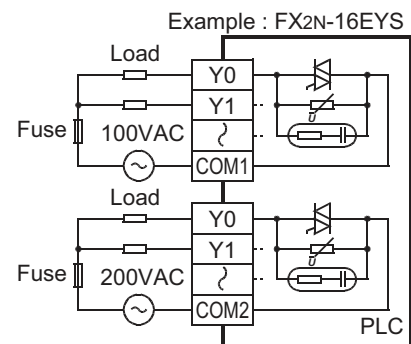 Example : FX2N-16EYS
Load
Y0
Y1
Fuse
100VAC
COM1
U
Load
Y0
Y1
Fuse
200VAC
COM2
U
PLC